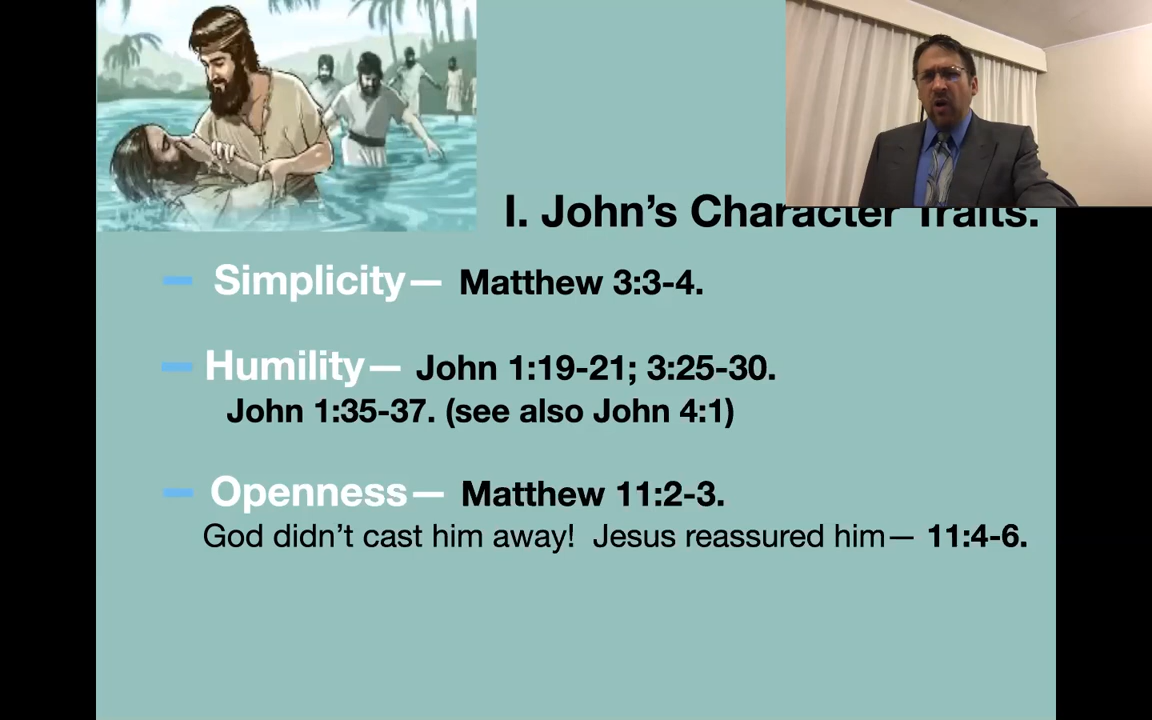 I. John’s Character Traits.
Simplicity— Matthew 3:3-4.
Humility— John 1:19-21; 3:25-30.
John 1:35-37. (see also John 4:1)
Openness— Matthew 11:2-3.
God didn’t cast him away! Jesus reassured him— 11:4-6.